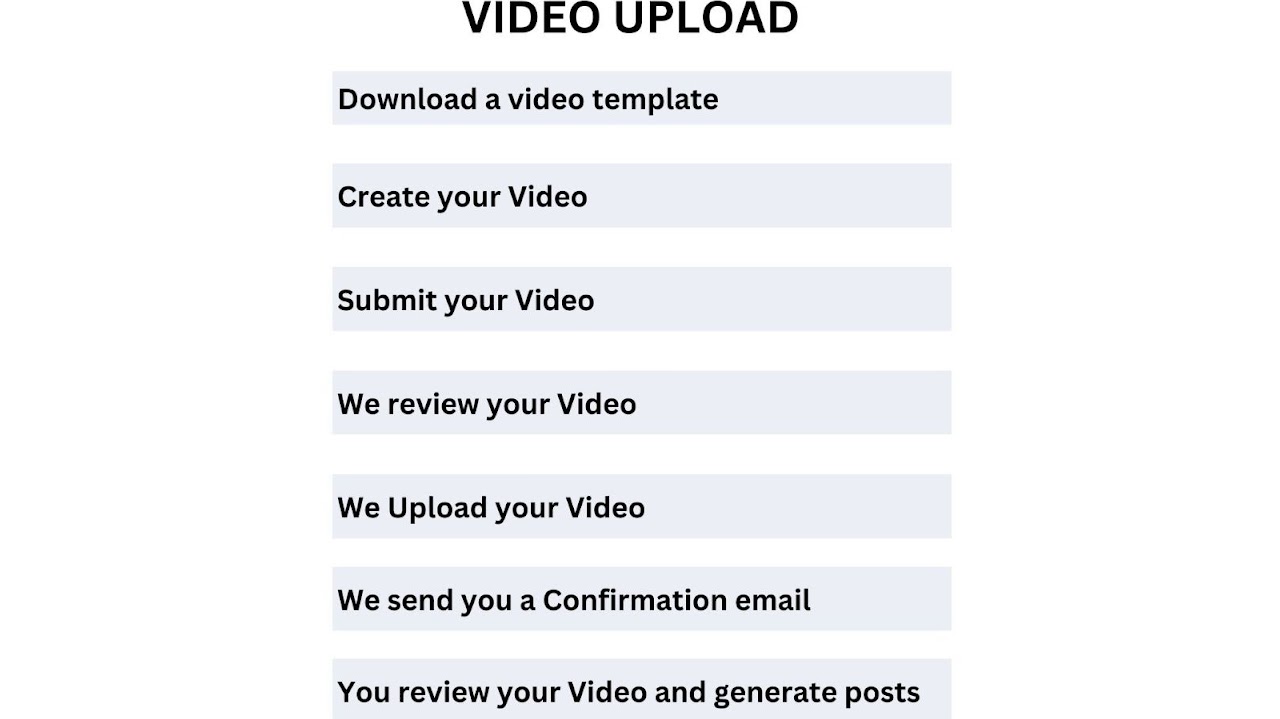 VIDEO UPLOAD
Download a video template
Create your Video
Submit your Video
We review your Video
We Upload your Video
We send you a Confirmation email
You review your Video and generate posts